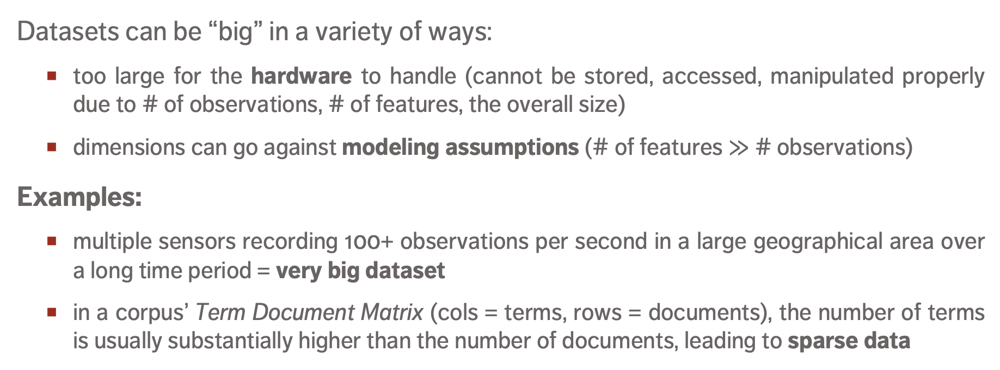 Datasets can be “big” in a variety of ways:
▪ too large for the hardware to handle (cannot be stored, accessed, manipulated properly
due to # of observations, # of features, the overall size)
▪ dimensions can go against modeling assumptions (# of features ≫ # observations)
Examples:
▪ multiple sensors recording 100+ observations per second in a large geographical area over
a long time period = very big dataset
▪ in a corpus’ Term Document Matrix (cols = terms, rows = documents), the number of terms
is usually substantially higher than the number of documents, leading to sparse data